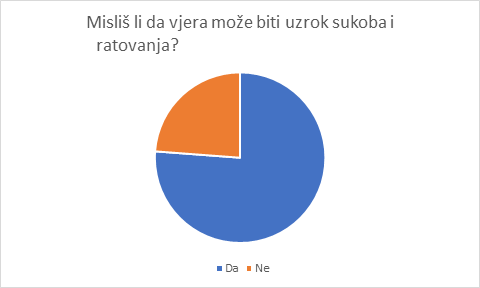 Misliš li da vjera može biti uzrok sukoba i
ratovanja?
Da Ne